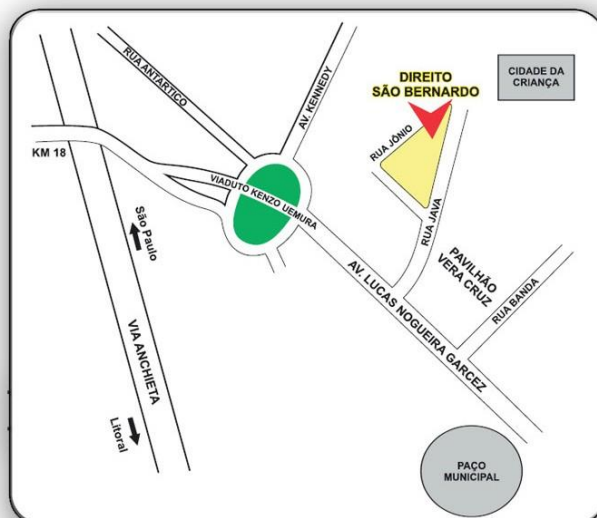 RUA ANTARTICO
AV. KENNEDY
DIREITO
SÃO BERNARDO
CIDADE DA
CRIANÇA
RUA JÔNIO
KM 18
VIADUTO KENZO UEMURA
São Paulo
RUA JAVA
PAVILHÃO
VERA CRUZ
AV. LUCAS NOGUEIRA GARCEZ
RUA BANDA
VIA ANCHIETA
Litoral
PAÇO
MUNICIPAL